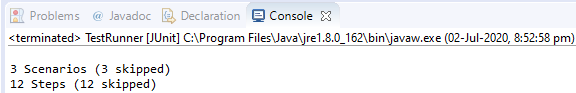 Problems @ Javadoc Declaration Console
<terminated> TestRunner [JUnit] C:\Program Files\Java\jre1.8.0_162\bin\javaw.exe (02-Jul-2020, 8:52:58 pm)
3 Scenarios (3 skipped)
12 Steps (12 skipped)